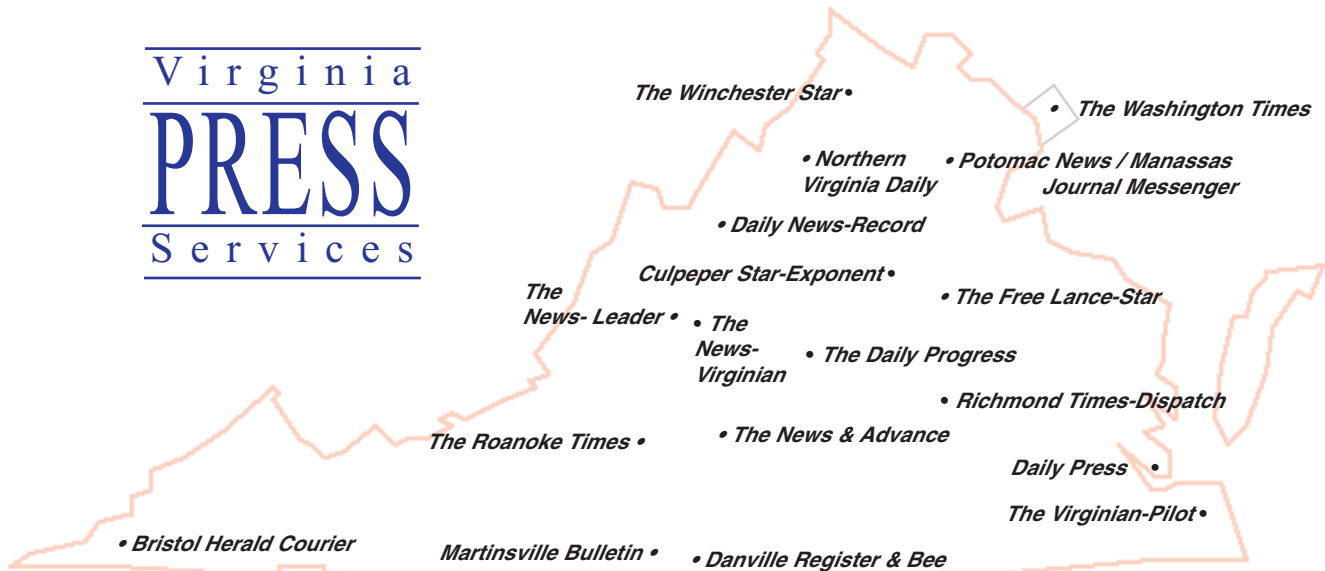 Virginia
PRESS
Services
The Winchester Star •
• The Washington Times
• Northern
Virginia Daily
• Potomac News / Manassas
Journal Messenger
• Daily News-Record
Culpeper Star-Exponent •
The
News- Leader •
• The Free Lance-Star
• The
News-
Virginian
• The Daily Progress
• Richmond Times-Dispatch
The Roanoke Times •
• The News & Advance
Daily Press •
The Virginian-Pilot •
• Bristol Herald Courier
Martinsville Bulletin •
• Danville Register & Bee